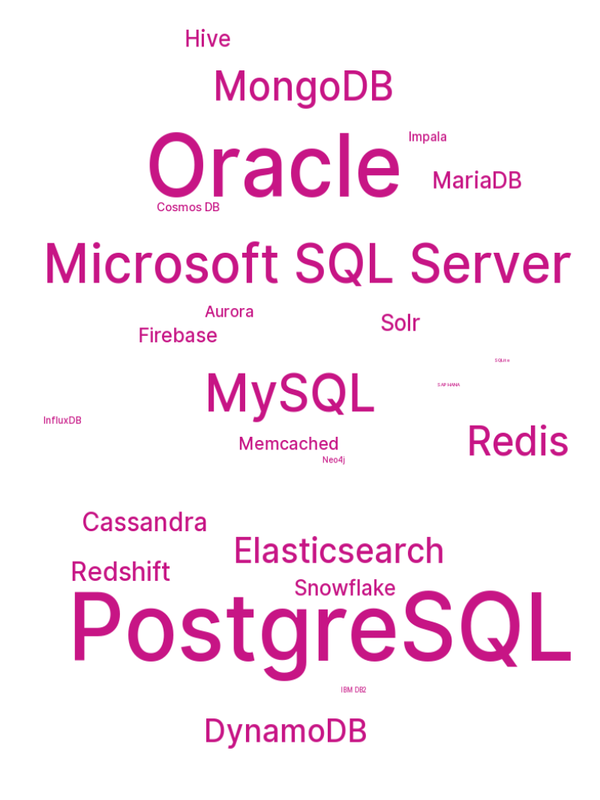 Hive
MongoDB
Oracle
Impala
MariaDB
Cosmos DB
Microsoft SQL Server
Aurora
Solr
Firebase
SQLite
SAP HANA
MySQL
InfluxDB
Redis
Memcached
Neo4j
Cassandra
Elasticsearch
Redshift
Snowflake
PostgreSQL
IBM DB2
DynamoDB